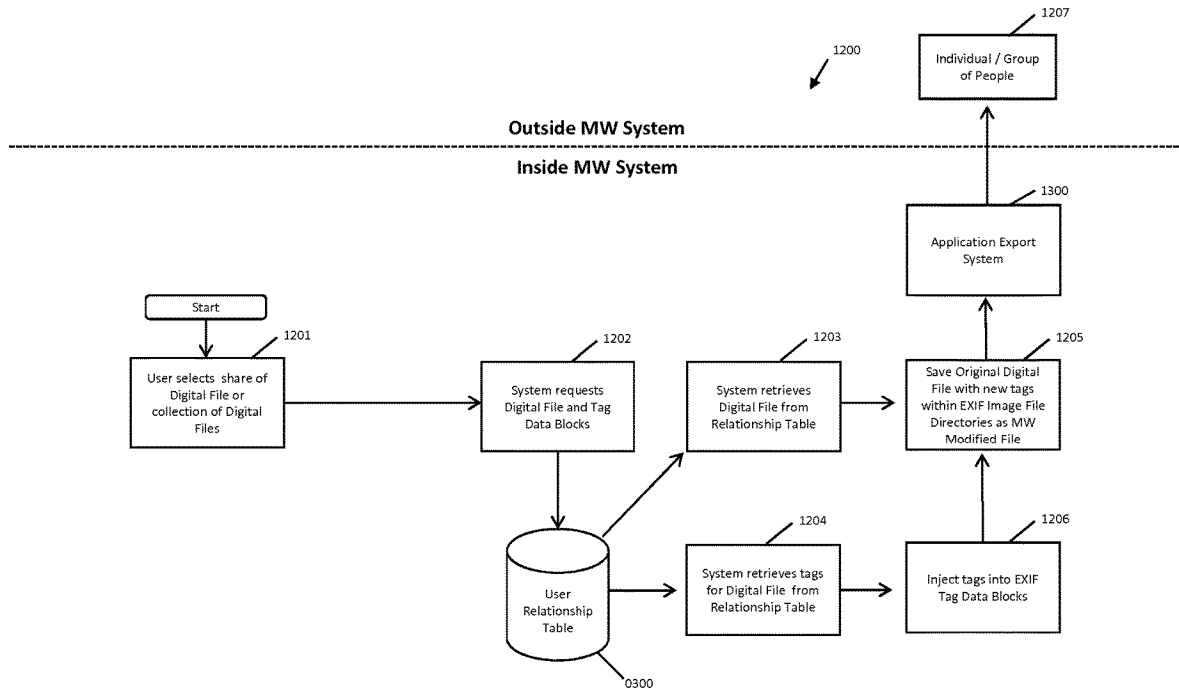 1207
Individual / Group
of People
1200
Outside MW System
Inside MW System
1300
Application Export
System
Start
1201
User selects share of
Digital File or
collection of Digital
Files
1202
System requests
Digital File and Tag
Data Blocks
1203
System retrieves
Digital File from
Relationship Table
1205
Save Original Digital
File with new tags
within EXIF Image File
Directories as MW
Modified File
User
Relationship
Table
0300
1204
System retrieves tags
for Digital File from
Relationship Table
1206
Inject tags into EXIF
Tag Data Blocks